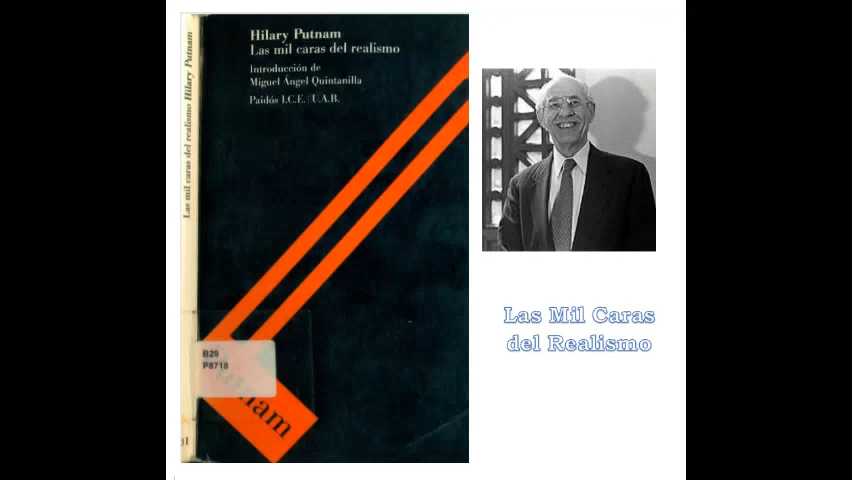 Hilary Putnam
Las mil caras del realismo
Introducción de
Miguel Ángel Quintanilla
Paidós I.C.E. | U.A.B.
Las mil caras del realismo Hilary Putnam
B29
P8718
Putnam
Las Mil Caras
del Realismo